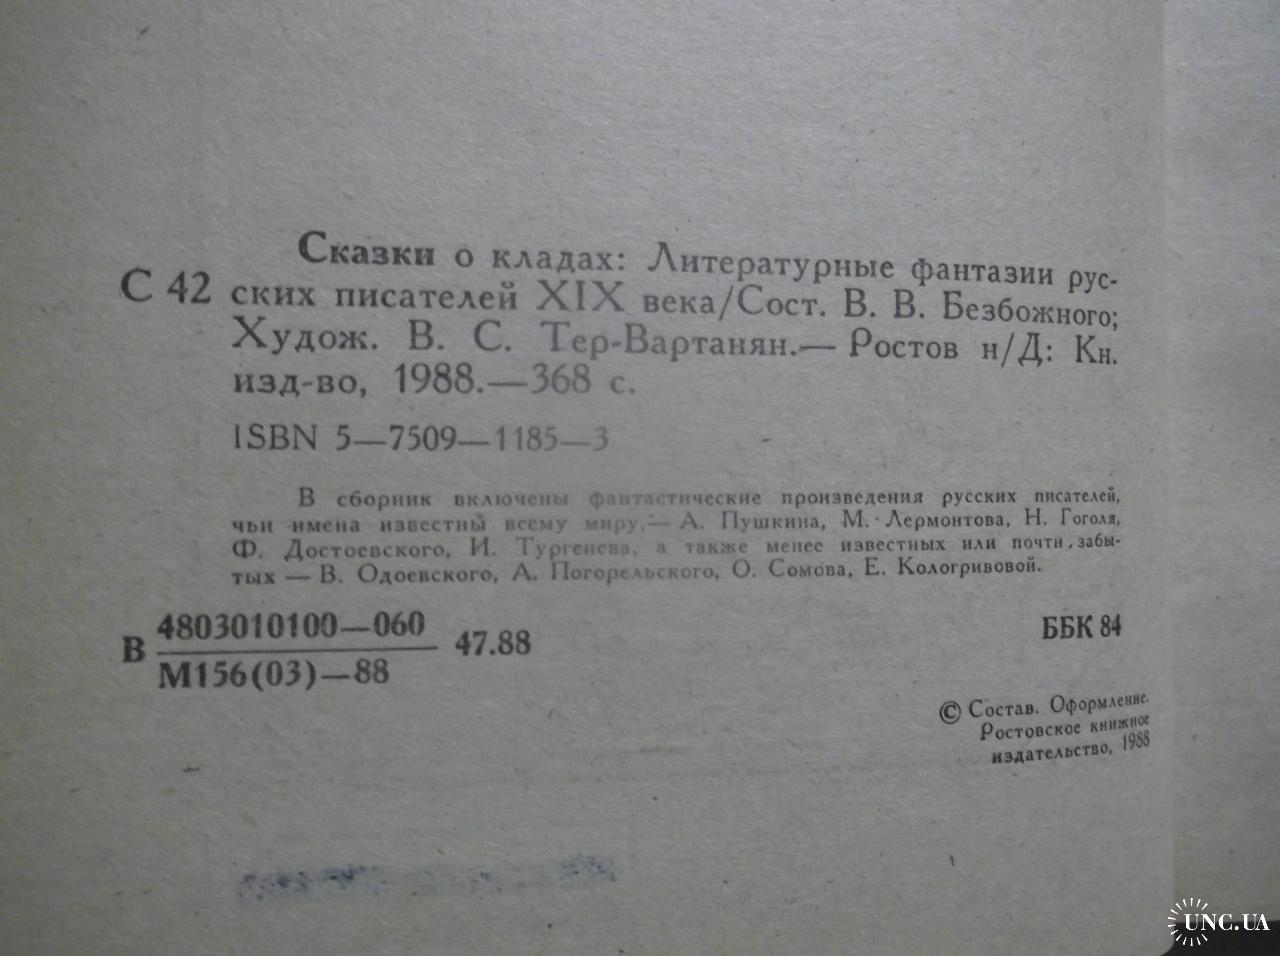 Сказки о кладах: Литературные фантазии рус-
С 42 ских писателей XIX века/Сост. В. В. Безбожного;
Худож. В. С. Тер-Вартанян.— Ростов н/Д: Кн.
изд-во, 1988.—368 с.
ISBN 5—7509—1185—3
В сборник включены фантастические произведения русских писателей,
чьи имена известны всему миру,— А. Пушкина, М. Лермонтова, Н. Гоголя,
Ф. Достоевского, И. Тургенева, а также менее известных или почти забы-
тых — В. Одоевского, А. Погорельского, О. Сомова, Е. Кологривовой.
В 4803010100—060 47.88
М156(03)—88
ББК 84
© Состав. Оформление.
Ростовское книжное
издательство, 1988
UNC.UA